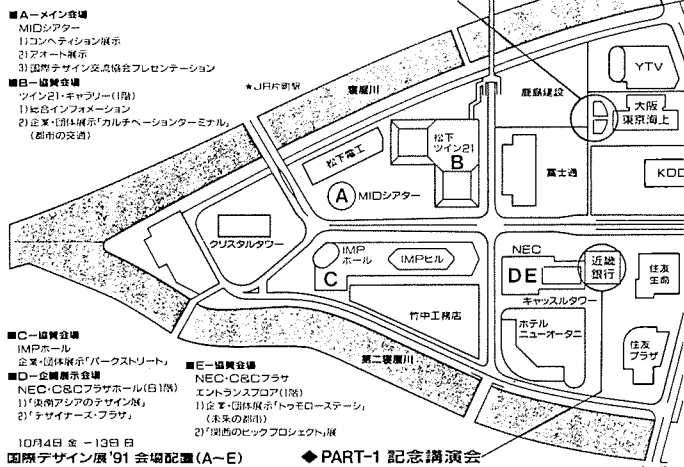 ■A−メイン会場
MIDシアター
1)コンペティション展示
2)アオート展示
3)国際デザイン交流協会プレゼンテーション
■B−協賛会場
ツイン21・ギャラリー(1階)
1)総合インフォメーション
2)企業・団体展示「カルチベーションターミナル」
(都市の交通)
★JR片町駅
寝屋川
鹿島建設
YTV
大阪
東京海上
松下
ツイン21
B
松下電工
富士通
KDD
A
MIDシアター
クリスタルタワー
IMP
ホール
IMPビル
C
NEC
DE
近畿
銀行
住友
生命
キャッスルタワー
竹中工務店
ホテル
ニューオータニ
住友
プラザ
第二寝屋川
■C−協賛会場
IMPホール
企業・団体展示「パークストリート」
■D−企画展示会場
NEC・C&Cプラザホール(B1階)
1)「東南アジアのデザイン展」
2)「デザイナーズ・プラザ」
■E−協賛会場
NEC・C&Cプラザ
エントランスフロア(1階)
1)企業・団体展示「トゥモローステージ」
(未来の都市)
2)「関西のビックプロジェクト」展
10月4日 金 −13日 日
国際デザイン展'91 会場配置(A〜E)
◆PART-1 記念講演会